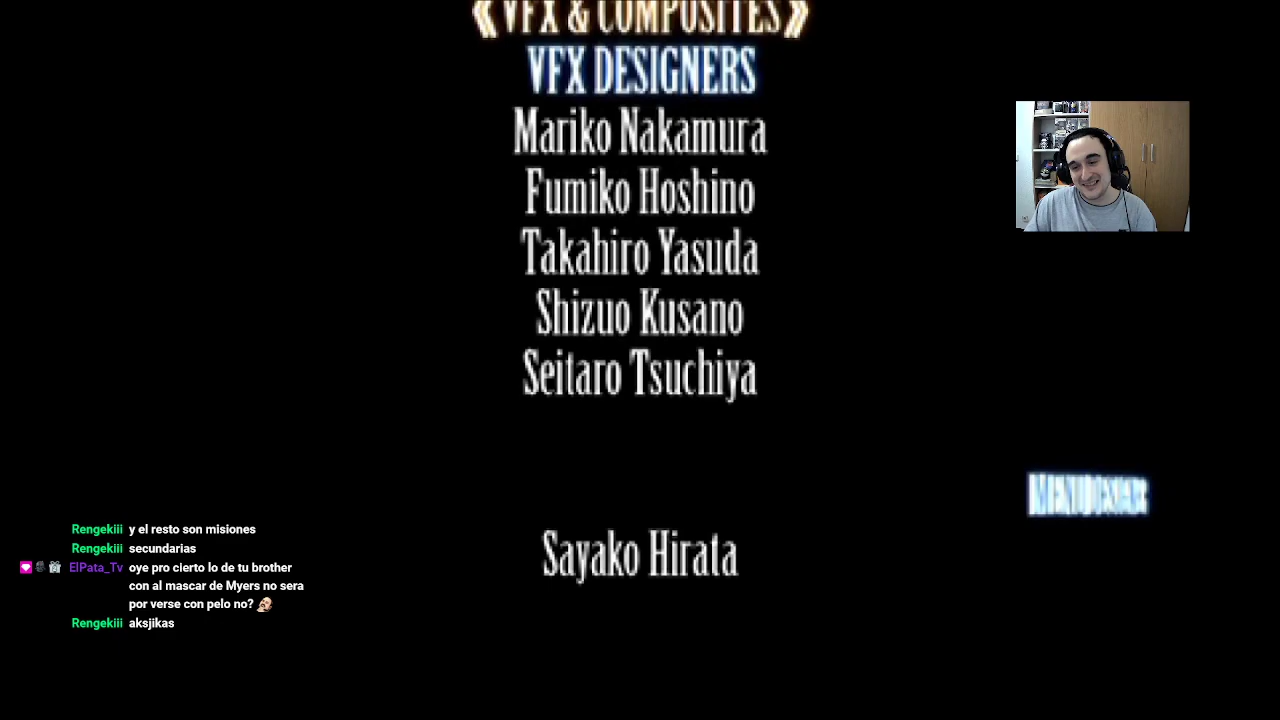 《VFX & COMPOSITES》
VFX DESIGNERS
Mariko Nakamura
Fumiko Hoshino
Takahiro Yasuda
Shizuo Kusano
Seitaro Tsuchiya
Sayako Hirata
Rengekiii y el resto son misiones
Rengekiii secundarias
ElPata_Tv oye pro cierto lo de tu brother
con al mascar de Myers no sera
por verse con pelo no?
Rengekiii aksjikas